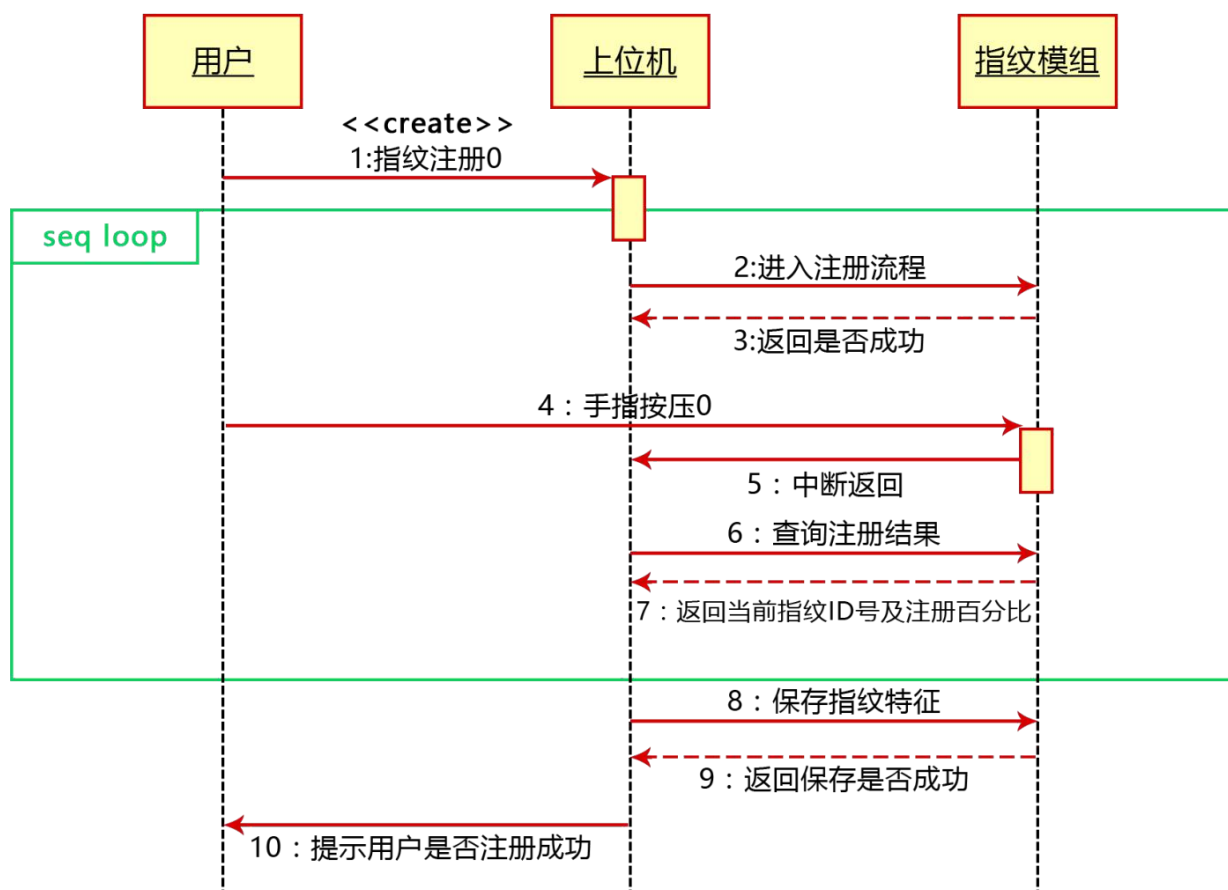 用户
上位机
指纹模组
<<create>>
1:指纹注册0
seq loop
2:进入注册流程
3:返回是否成功
4：手指按压0
5：中断返回
6：查询注册结果
7：返回当前指纹ID号及注册百分比
8：保存指纹特征
9：返回保存是否成功
10：提示用户是否注册成功